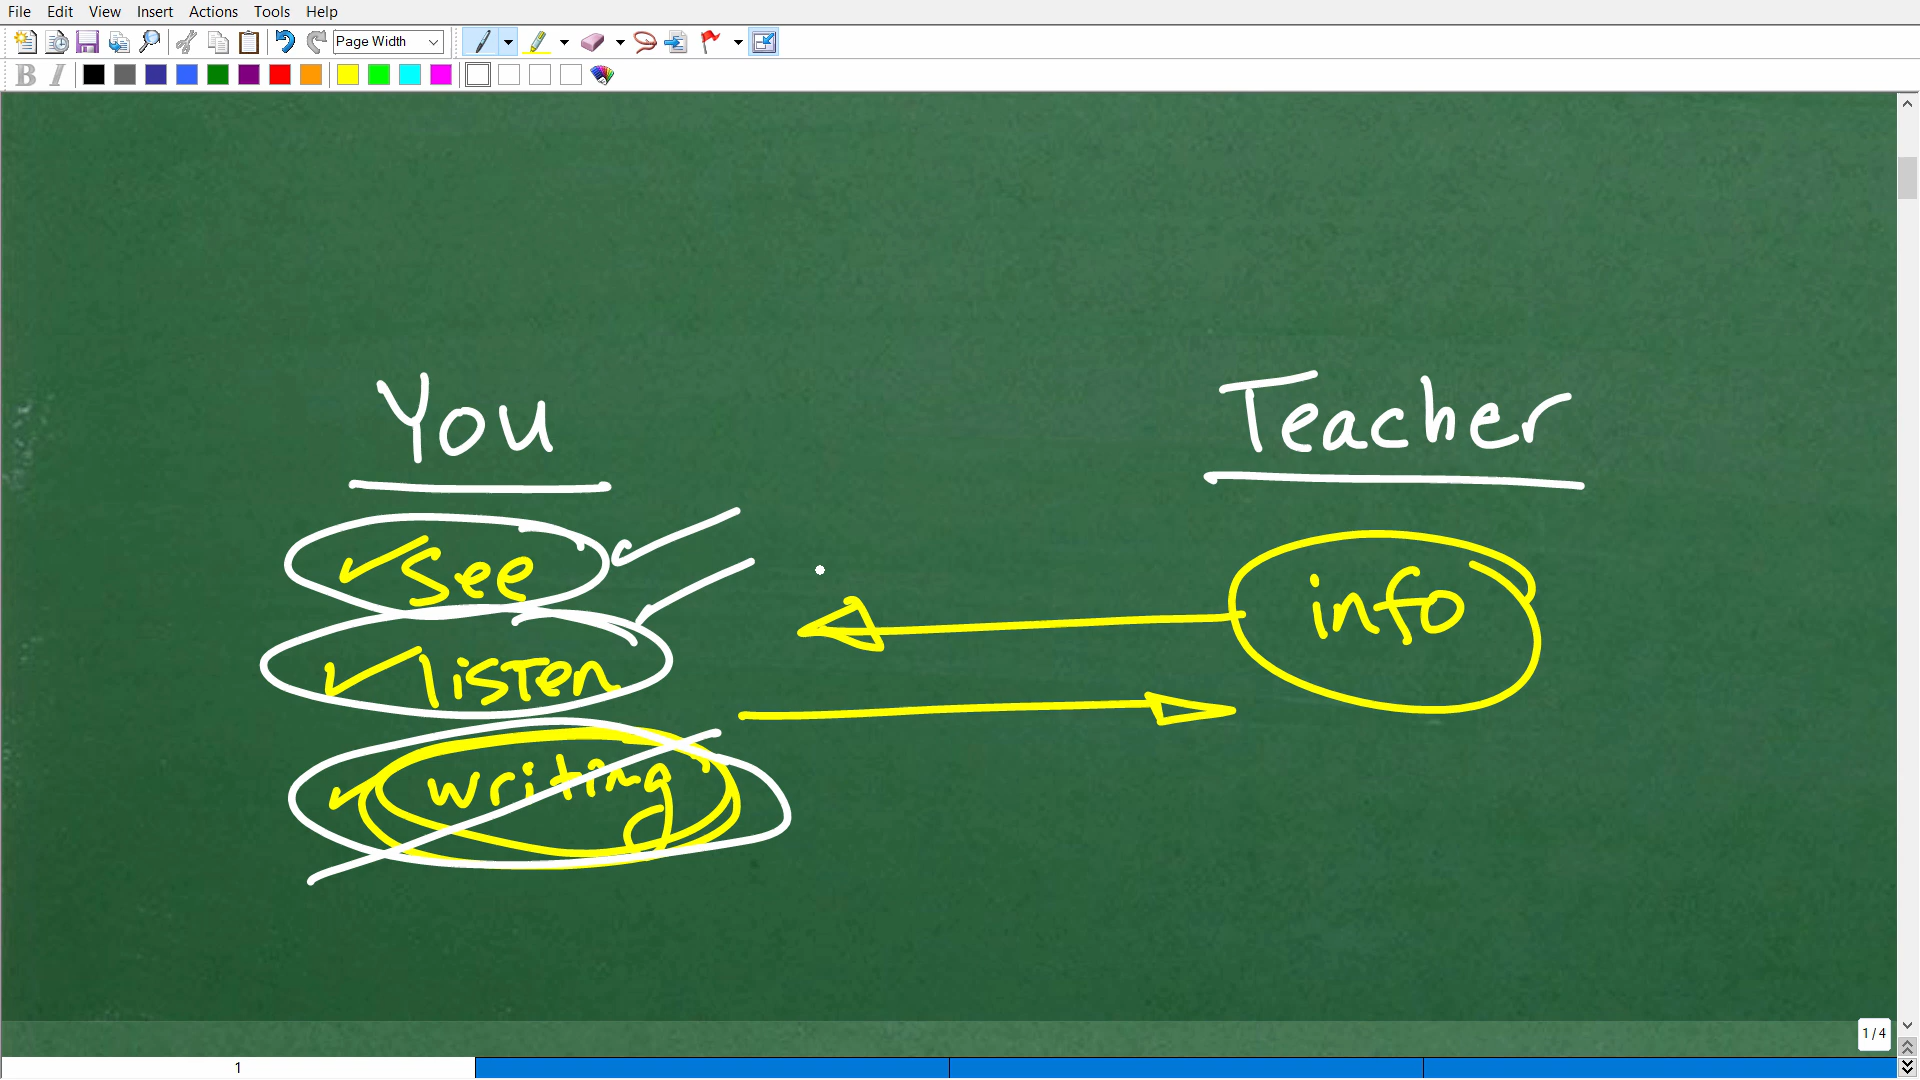 File Edit View Insert Actions Tools Help
Page Width
B I
You Teacher
see
info
listen
writing
1 / 4
1